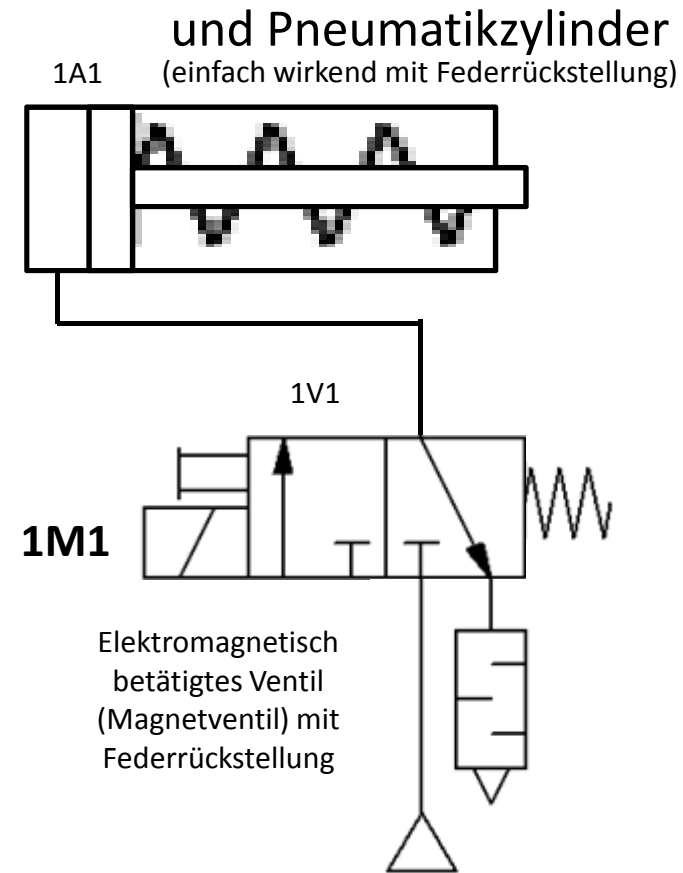 und Pneumatikzylinder
1A1
(einfach wirkend mit Federrückstellung)
1V1
1M1
Elektromagnetisch
betätigtes Ventil
(Magnetventil) mit
Federrückstellung